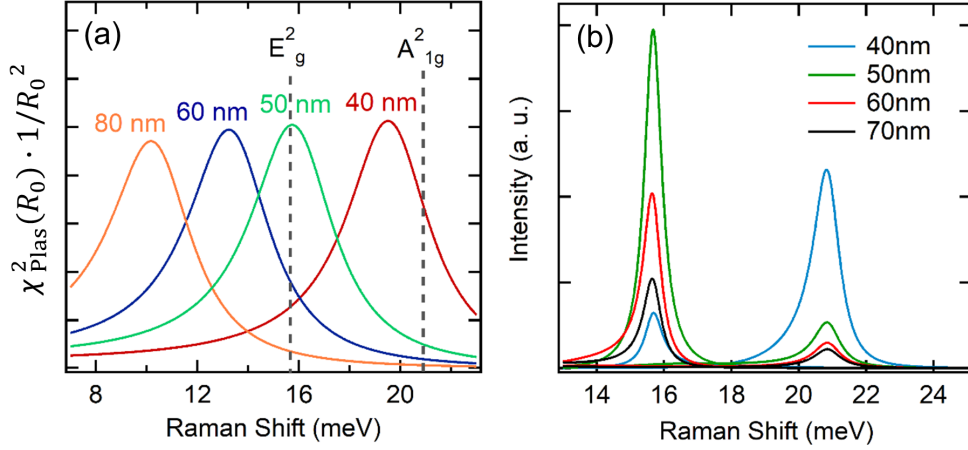 (a)
E²g
A²1g
80 nm
60 nm
50 nm
40 nm
χ²Plas(R₀) · 1/R₀²
8
12
16
20
Raman Shift (meV)
(b)
40nm
50nm
60nm
70nm
Intensity (a. u.)
14
16
18
20
22
24
Raman Shift (meV)